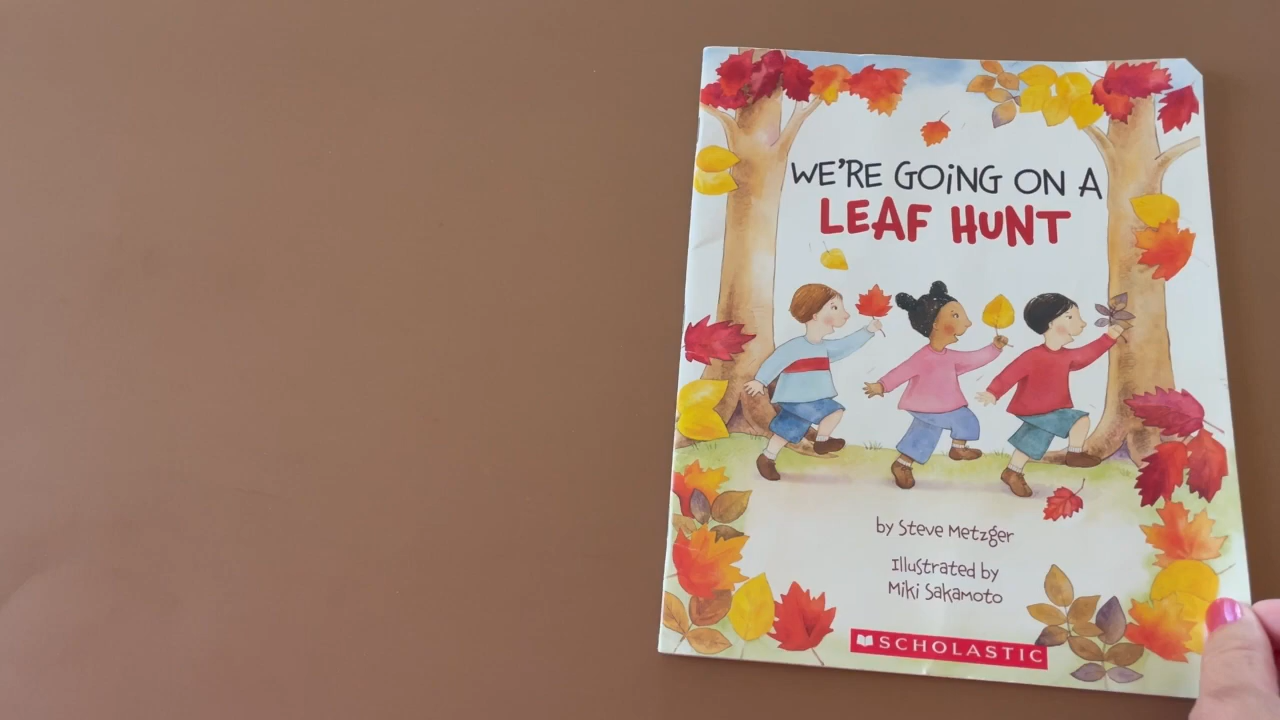 WE'RE GOING ON A
LEAF HUNT
by Steve Metzger
Illustrated by
Miki Sakamoto
SCHOLASTIC